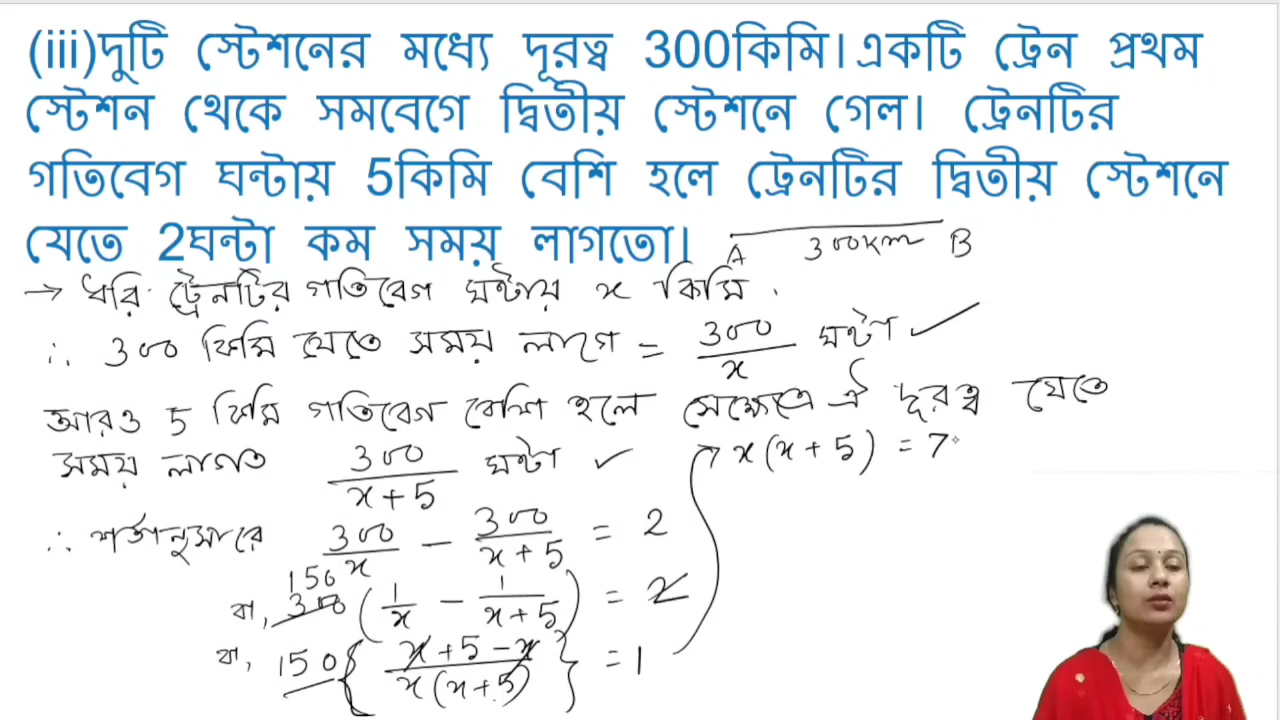 (iii)দুটি স্টেশনের মধ্যে দূরত্ব 300কিমি। একটি ট্রেন প্রথম
স্টেশন থেকে সমবেগে দ্বিতীয় স্টেশনে গেল। ট্রেনটির
গতিবেগ ঘন্টায় 5কিমি বেশি হলে ট্রেনটির দ্বিতীয় স্টেশনে
যেতে 2ঘন্টা কম সময় লাগতো।
A 300km B
→ ধরি ট্রেনটির গতিবেগ ঘন্টায় x কিমি.
∴ 300 কিমি যেতে সময় লাগে = 300/x ঘন্টা ✓
আরও 5 কিমি গতিবেগ বেশি হলে সেক্ষেত্রে ঐ দূরত্ব যেতে
সময় লাগত 300/(x+5) ঘন্টা ✓
∴ শর্তানুসারে 300/x − 300/(x+5) = 2
বা, 300 150 (1/x − 1/(x+5)) = 2
বা, 150 { (x+5−x)/(x(x+5)) } = 1
→ x(x+5) = 7